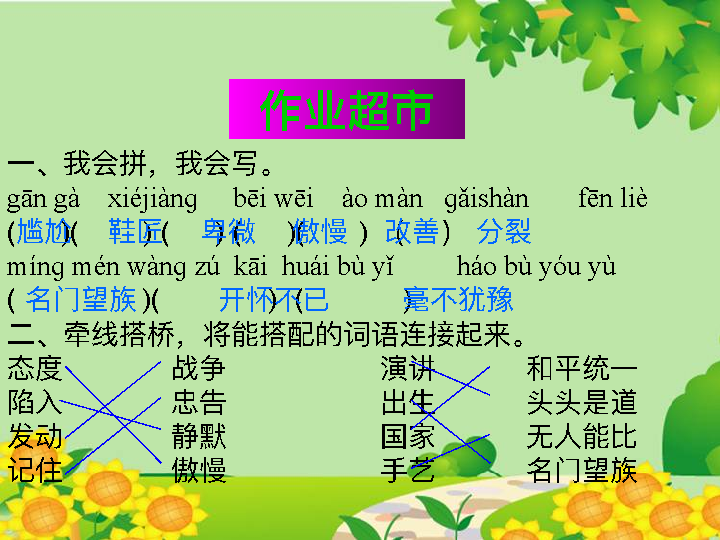 作业超市
一、我会拼，我会写。
gān gà xiéjiàng bēi wēi ào màn gǎishàn fēn liè
(尴尬)(鞋匠)(卑微)(傲慢)(改善) 分裂
míng mén wàng zú kāi huái bù yǐ háo bù yóu yù
(名门望族)(开怀不已)(毫不犹豫
二、牵线搭桥，将能搭配的词语连接起来。
态度 战争 演讲 和平统一
陷入 忠告 出生 头头是道
发动 静默 国家 无人能比
记住 傲慢 手艺 名门望族